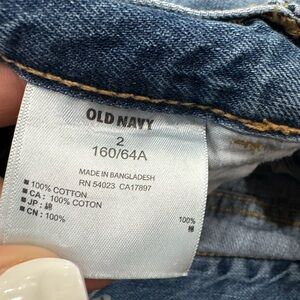 OLD NAVY
2
160/64A
MADE IN BANGLADESH
RN 54023 CA17897
■ 100% COTTON
■ CA : 100% COTON
■ JP : 綿
■ CN : 100%
100%
棉